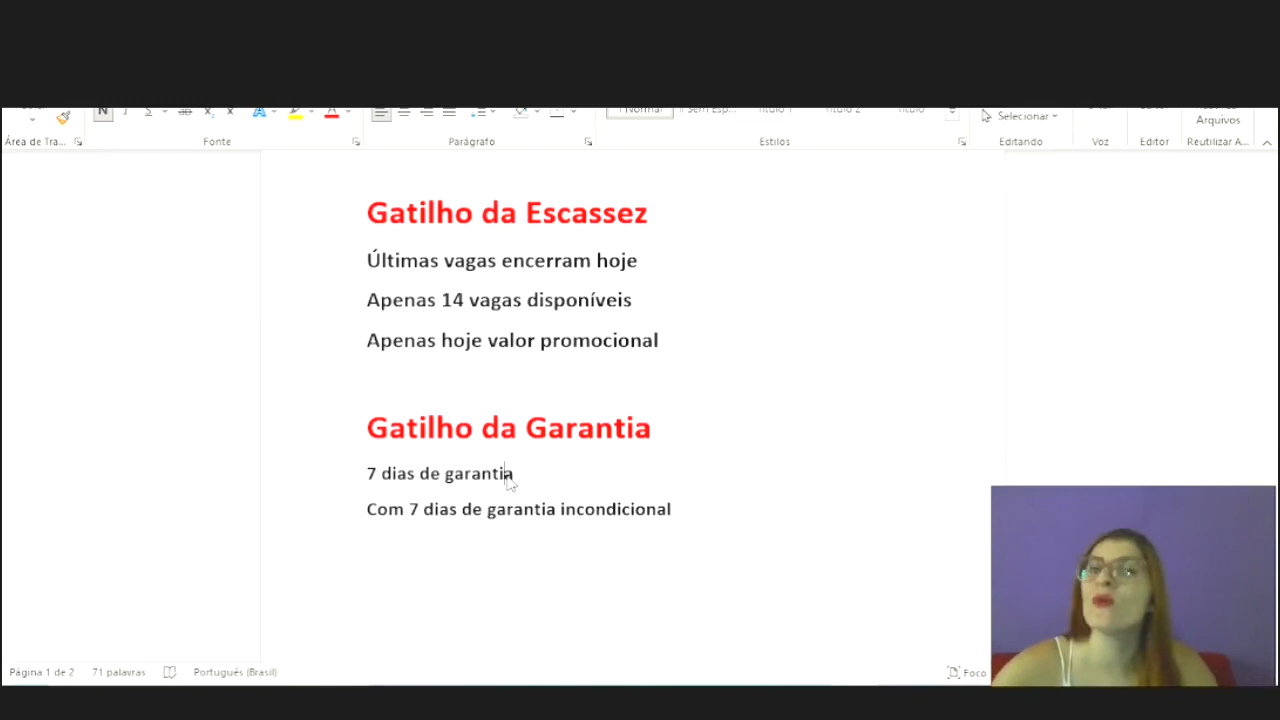 Selecionar
Arquivos
Área de Tra...
Fonte
Parágrafo
Estilos
Editando
Voz
Editor
Reutilizar A...
Gatilho da Escassez
Últimas vagas encerram hoje
Apenas 14 vagas disponíveis
Apenas hoje valor promocional
Gatilho da Garantia
7 dias de garantia
Com 7 dias de garantia incondicional
Página 1 de 2 71 palavras Português (Brasil) Foco